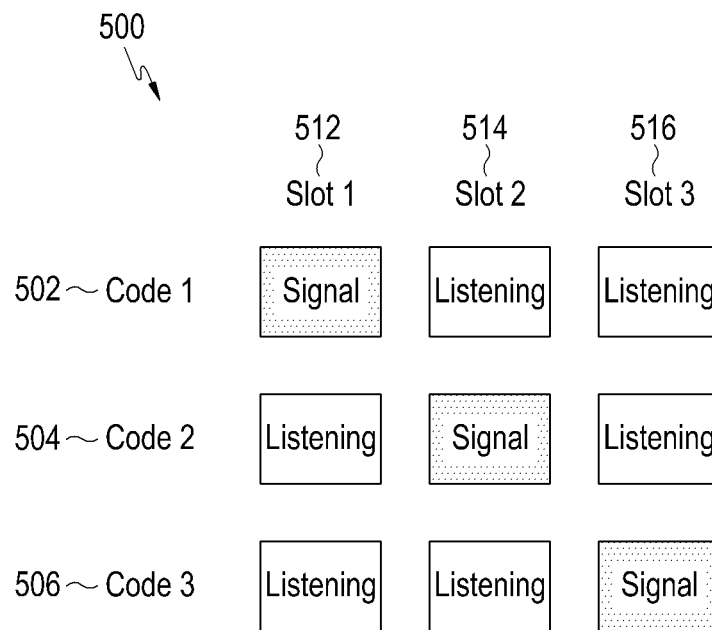 500
512 514 516
Slot 1 Slot 2 Slot 3
502 Code 1 Signal Listening Listening
504 Code 2 Listening Signal Listening
506 Code 3 Listening Listening Signal